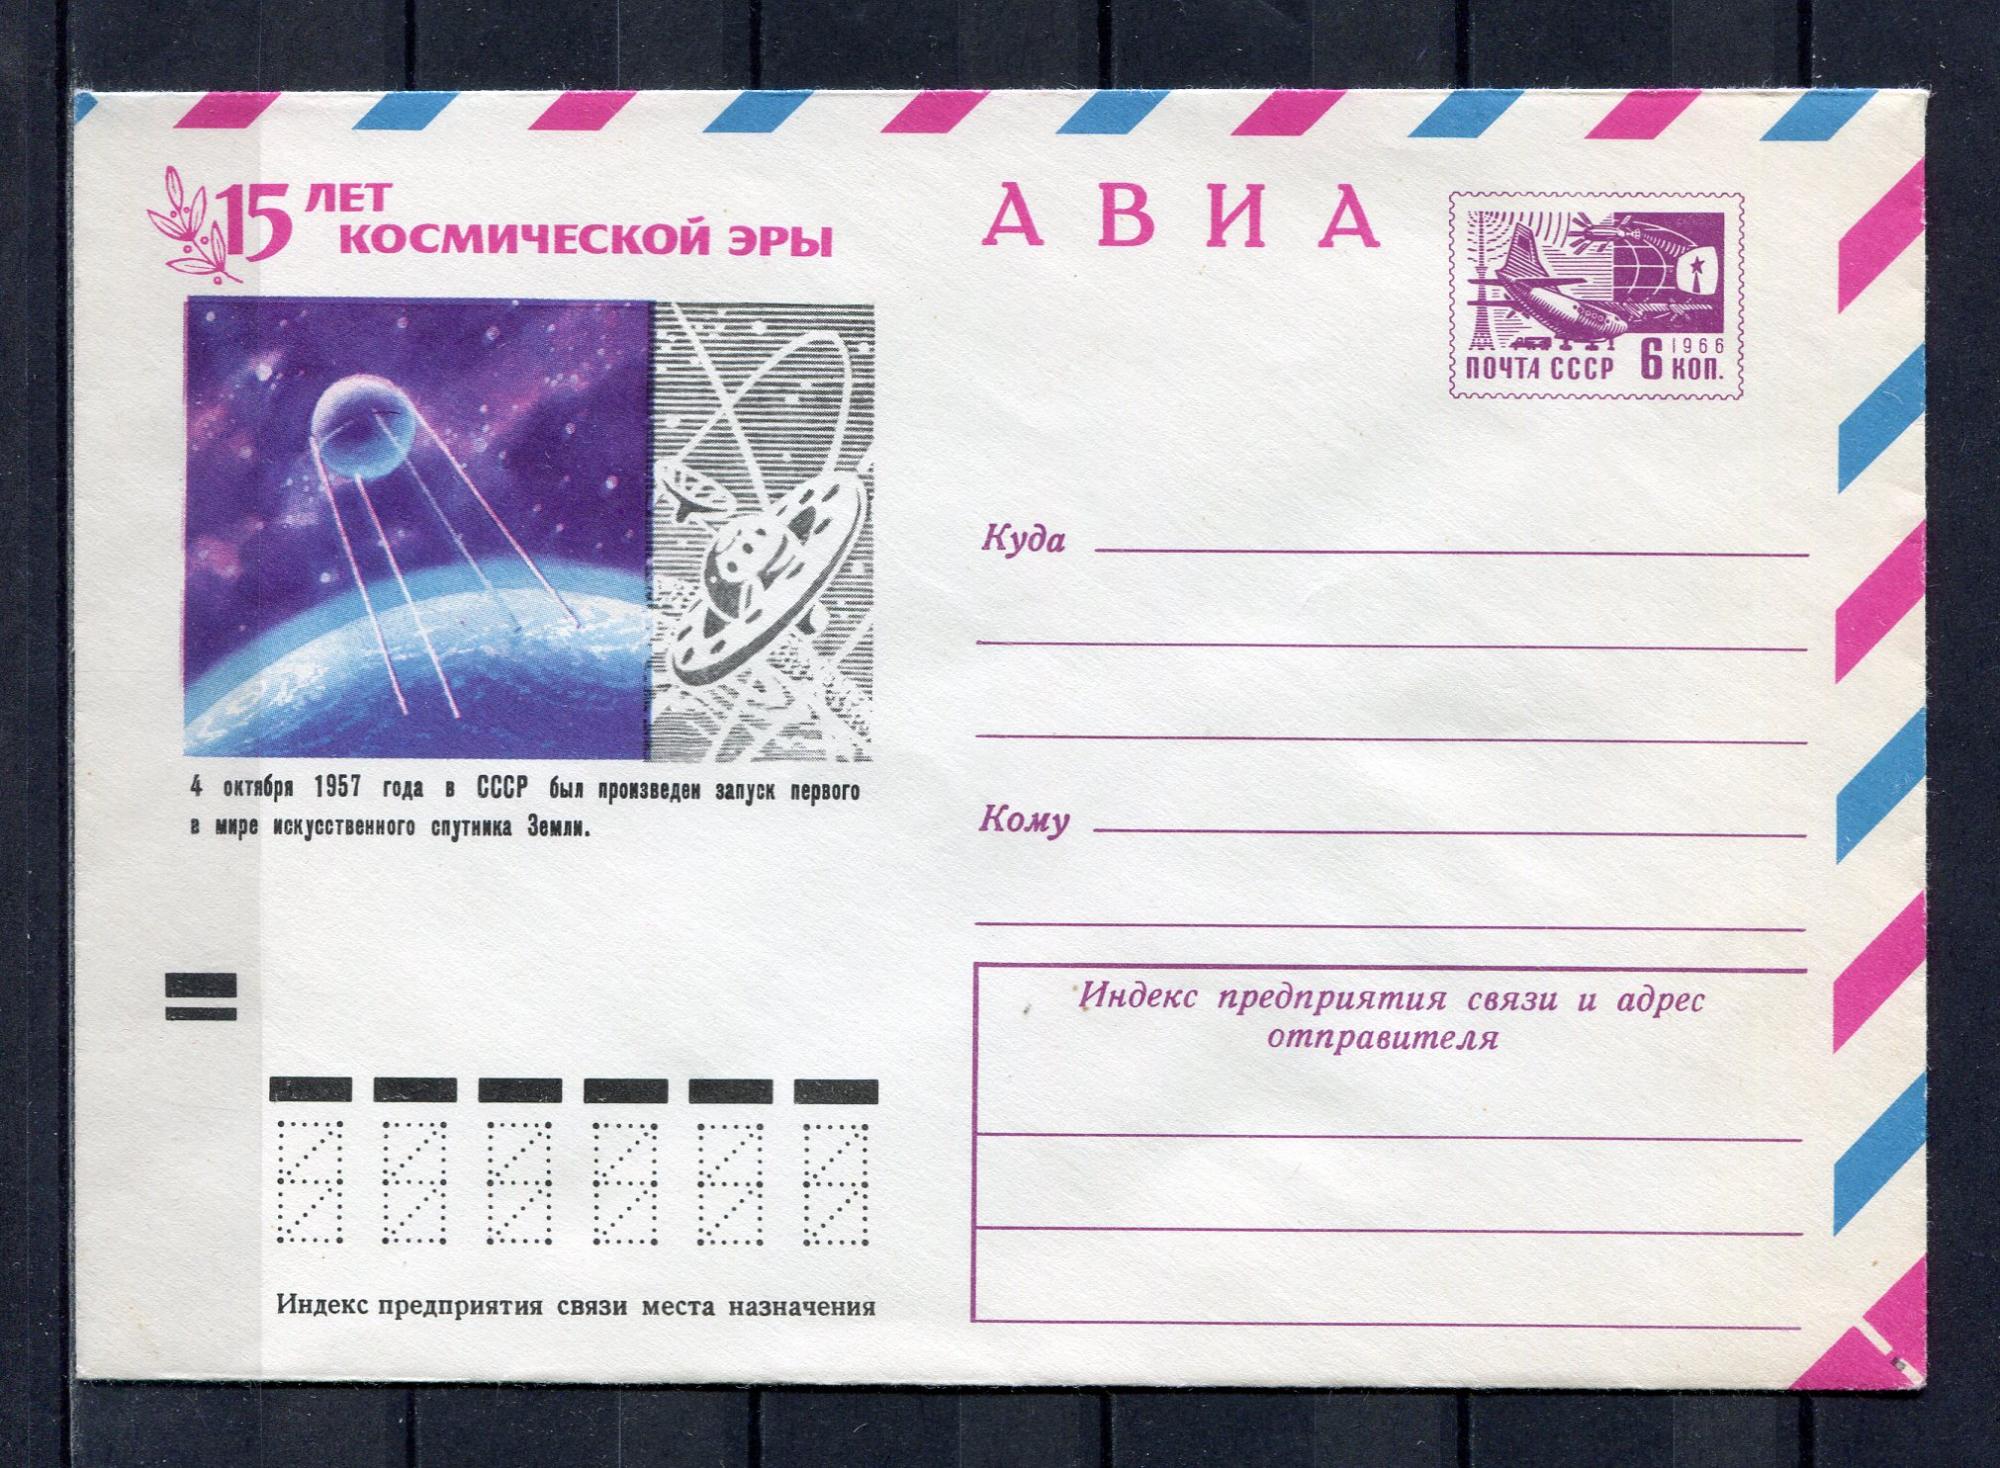 15 ЛЕТ
КОСМИЧЕСКОЙ ЭРЫ
АВИА
1966
ПОЧТА СССР 6 КОП.
4 октября 1957 года в СССР был произведен запуск первого
в мире искусственного спутника Земли.
Куда
Кому
Индекс предприятия связи и адрес
отправителя
Индекс предприятия связи места назначения